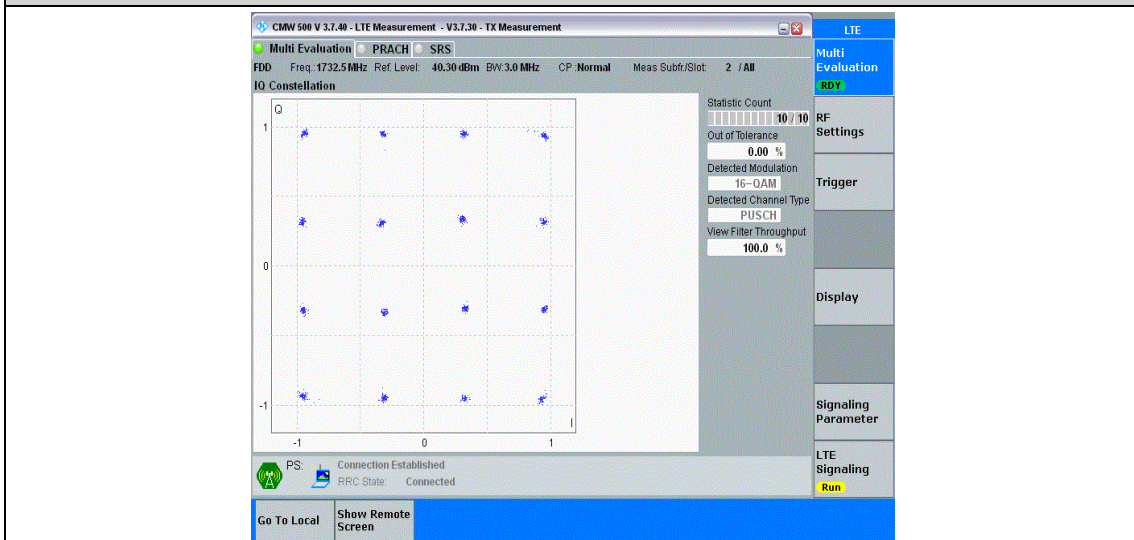 CMW 500 V 3.7.40 - LTE Measurement - V3.7.30 - TX Measurement
LTE
Multi Evaluation PRACH SRS
FDD Freq.:1732.5 MHz Ref. Level: 40.30 dBm BW:3.0 MHz CP :Normal Meas Subfr./Slot: 2 / All
IQ Constellation
Q
1
0
-1
I
-1 0 1
Statistic Count
10 / 10
Out of Tolerance
0.00 %
Detected Modulation
16-QAM
Detected Channel Type
PUSCH
View Filter Throughput
100.0 %
Multi
Evaluation
RDY
RF
Settings
Trigger
Display
Signaling
Parameter
LTE
Signaling
Run
PS: Connection Established
RRC State: Connected
Go To Local
Show Remote
Screen